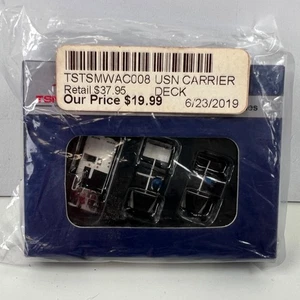 TSTSMWAC008 USN CARRIER
Retail $37.95 DECK
Our Price $19.99 6/23/2019